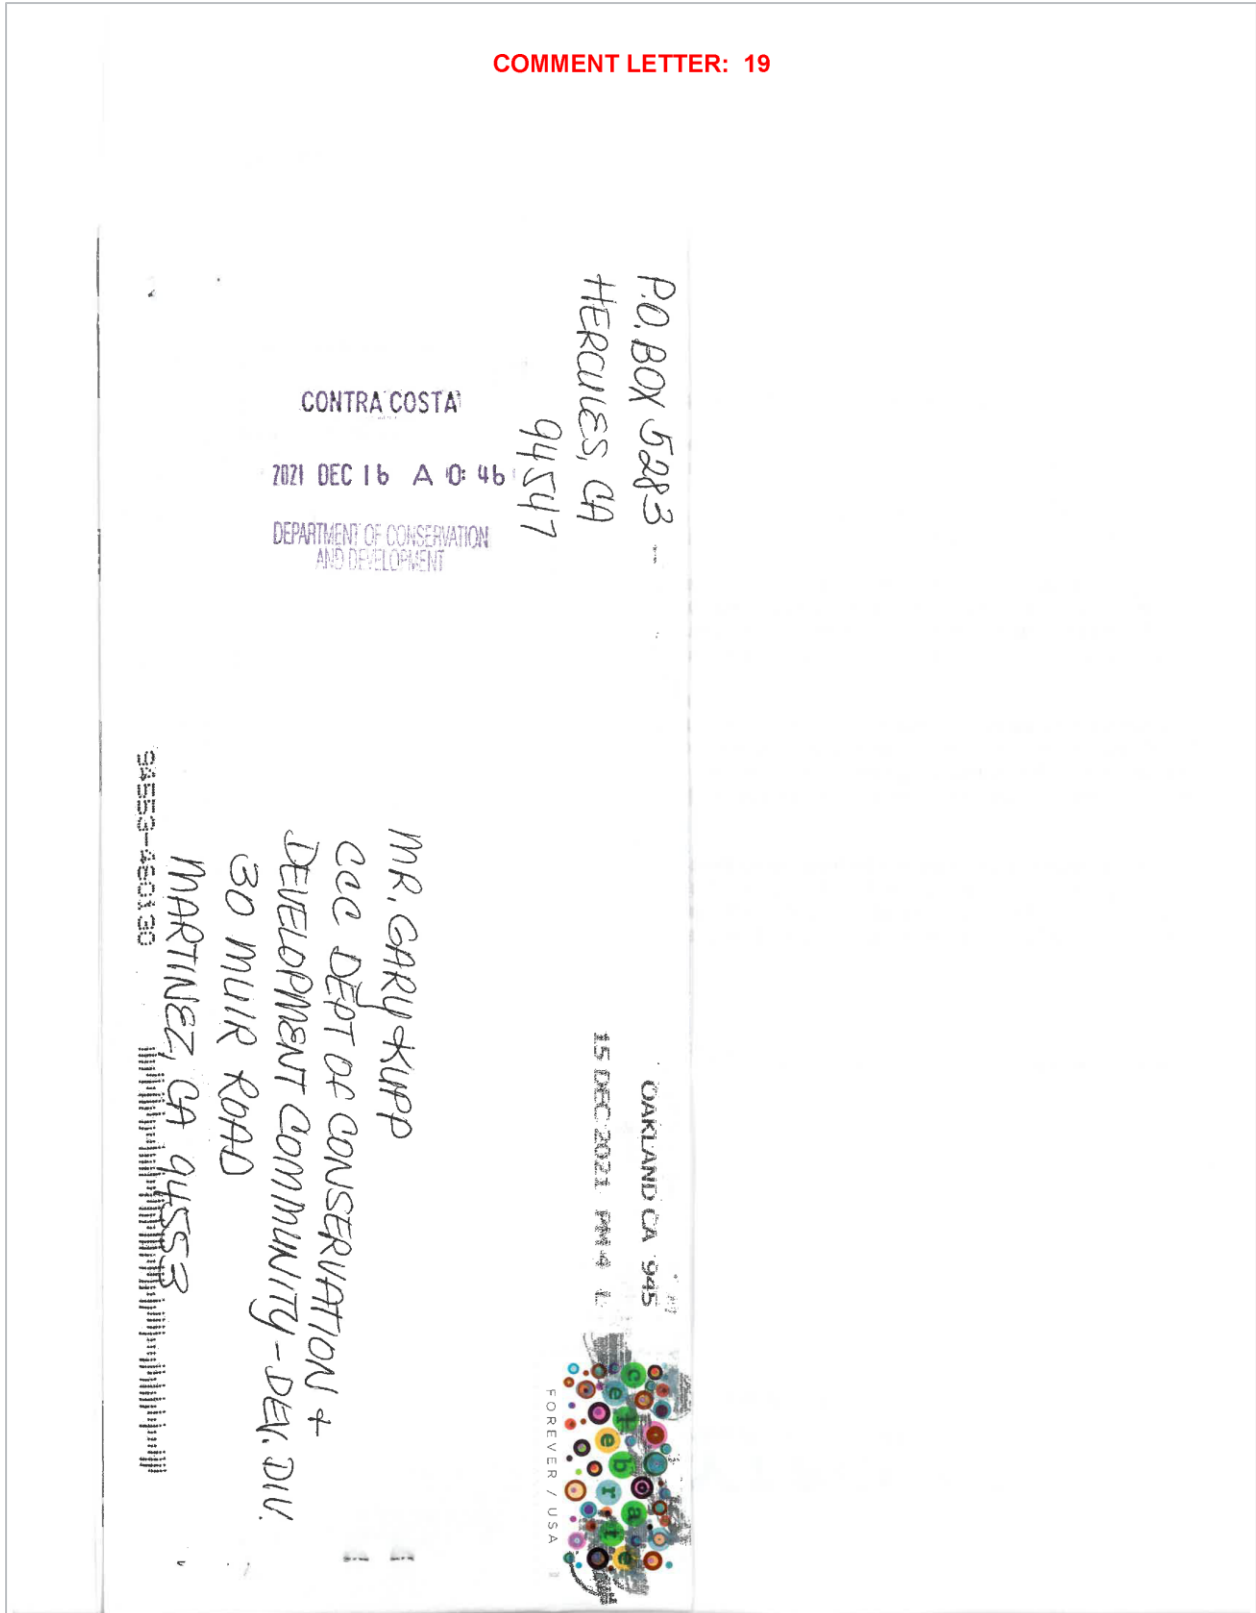 COMMENT LETTER: 19
P.O. BOX 5283
HERCULES, CA
94547
CONTRA COSTA
2021 DEC 16 A 10: 46
DEPARTMENT OF CONSERVATION
AND DEVELOPMENT
OAKLAND CA 945
15 DEC 2021 PM 4 L
celebrate
FOREVER / USA
MR. GARY KUPP
CCC DEPT OF CONSERVATION +
DEVELOPMENT COMMUNITY - DEV. DIV.
30 MUIR ROAD
MARTINEZ, CA 94553
94553-460130